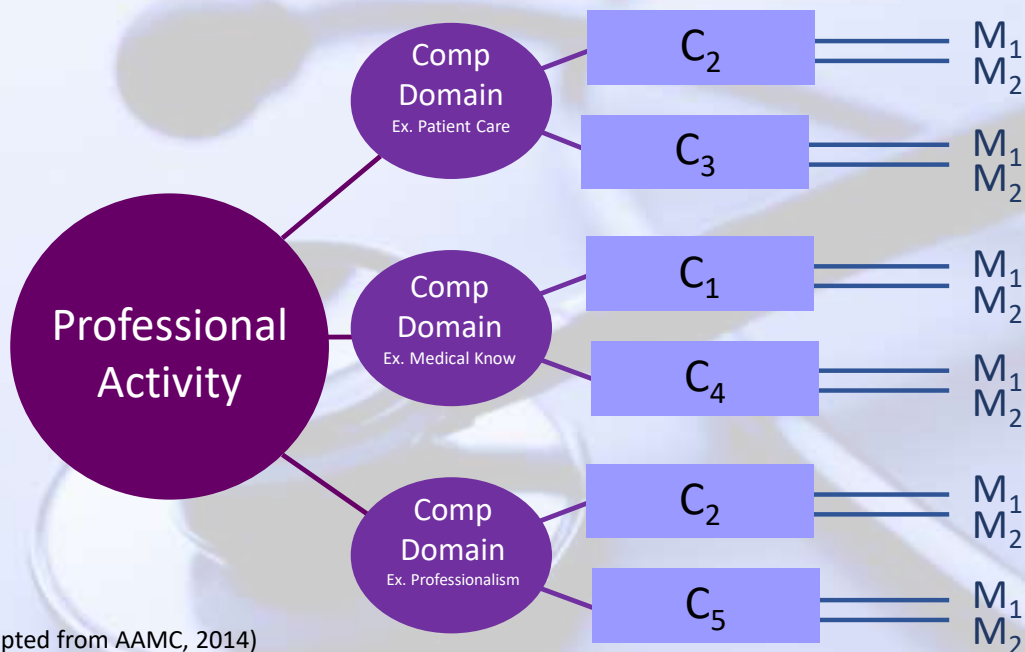 Professional
Activity
Comp
Domain
Ex. Patient Care
C₂
M₁
M₂
C₃
M₁
M₂
Comp
Domain
Ex. Medical Know
C₁
M₁
M₂
C₄
M₁
M₂
Comp
Domain
Ex. Professionalism
C₂
M₁
M₂
C₅
M₁
M₂
pted from AAMC, 2014)